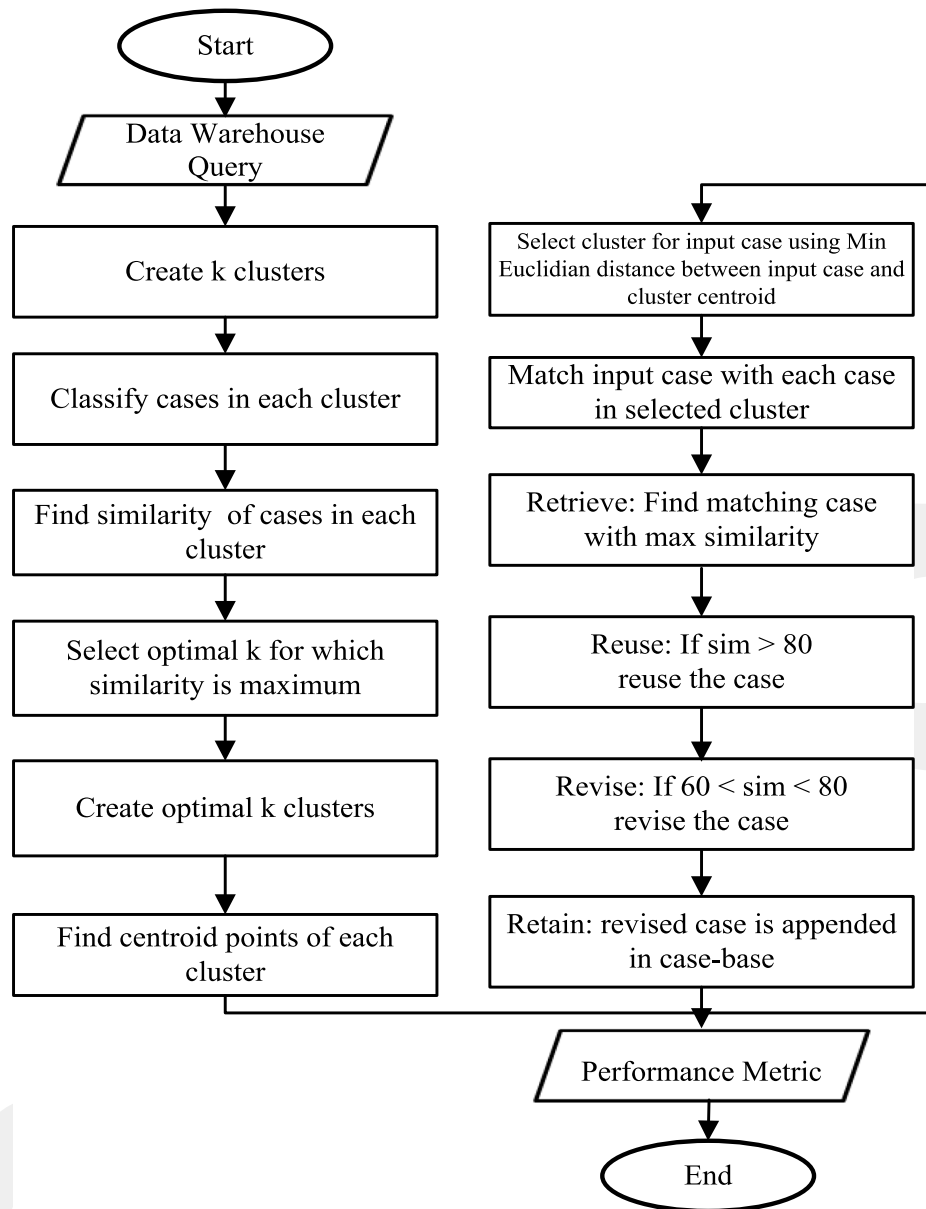 Start
Data Warehouse
Query
Create k clusters
Classify cases in each cluster
Find similarity of cases in each
cluster
Select optimal k for which
similarity is maximum
Create optimal k clusters
Find centroid points of each
cluster
Select cluster for input case using Min
Euclidian distance between input case and
cluster centroid
Match input case with each case
in selected cluster
Retrieve: Find matching case
with max similarity
Reuse: If sim > 80
reuse the case
Revise: If 60 < sim < 80
revise the case
Retain: revised case is appended
in case-base
Performance Metric
End